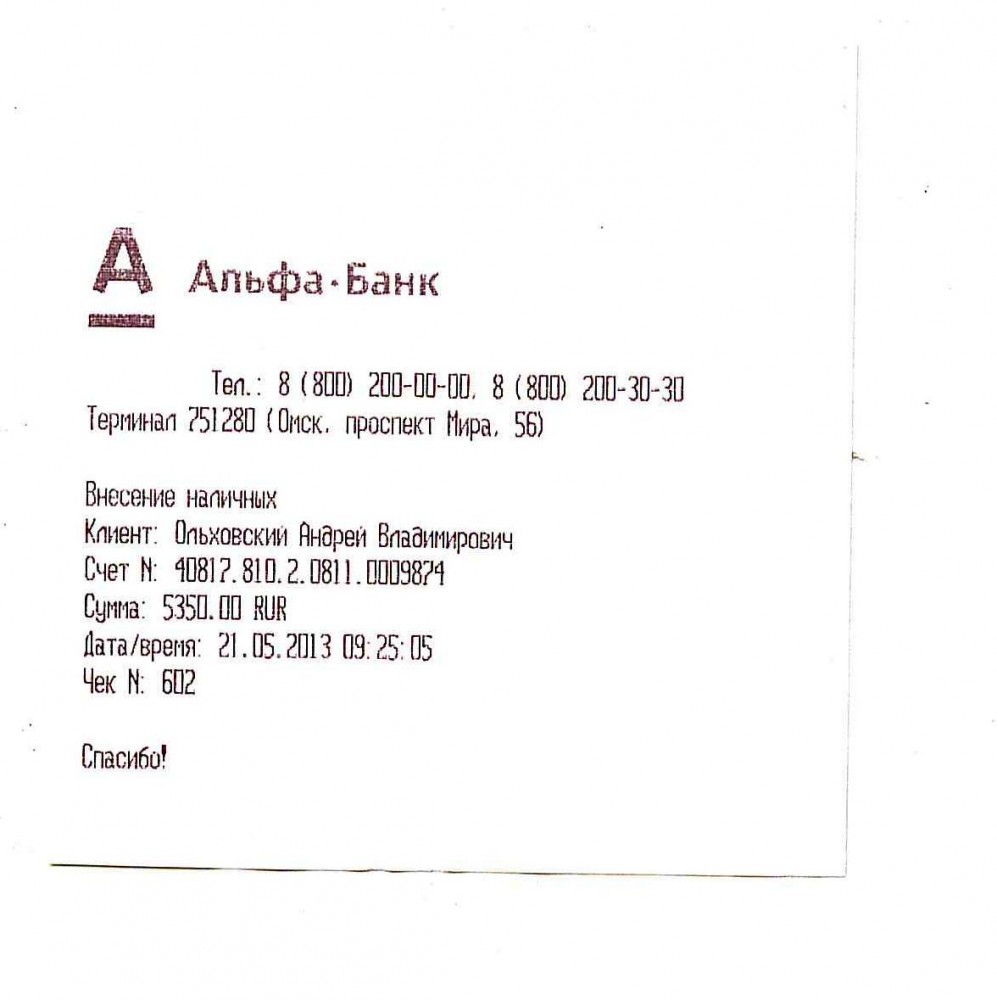 А Альфа·Банк
Тел.: 8 (800) 200-00-00, 8 (800) 200-30-30
Терминал 751280 (Омск, проспект Мира, 56)
Внесение наличных
Клиент: Ольховский Андрей Владимирович
Счет N: 40817.810.2.0811.0009874
Сумма: 5350.00 RUR
Дата/время: 21.05.2013 09:25:05
Чек N: 602
Спасибо!